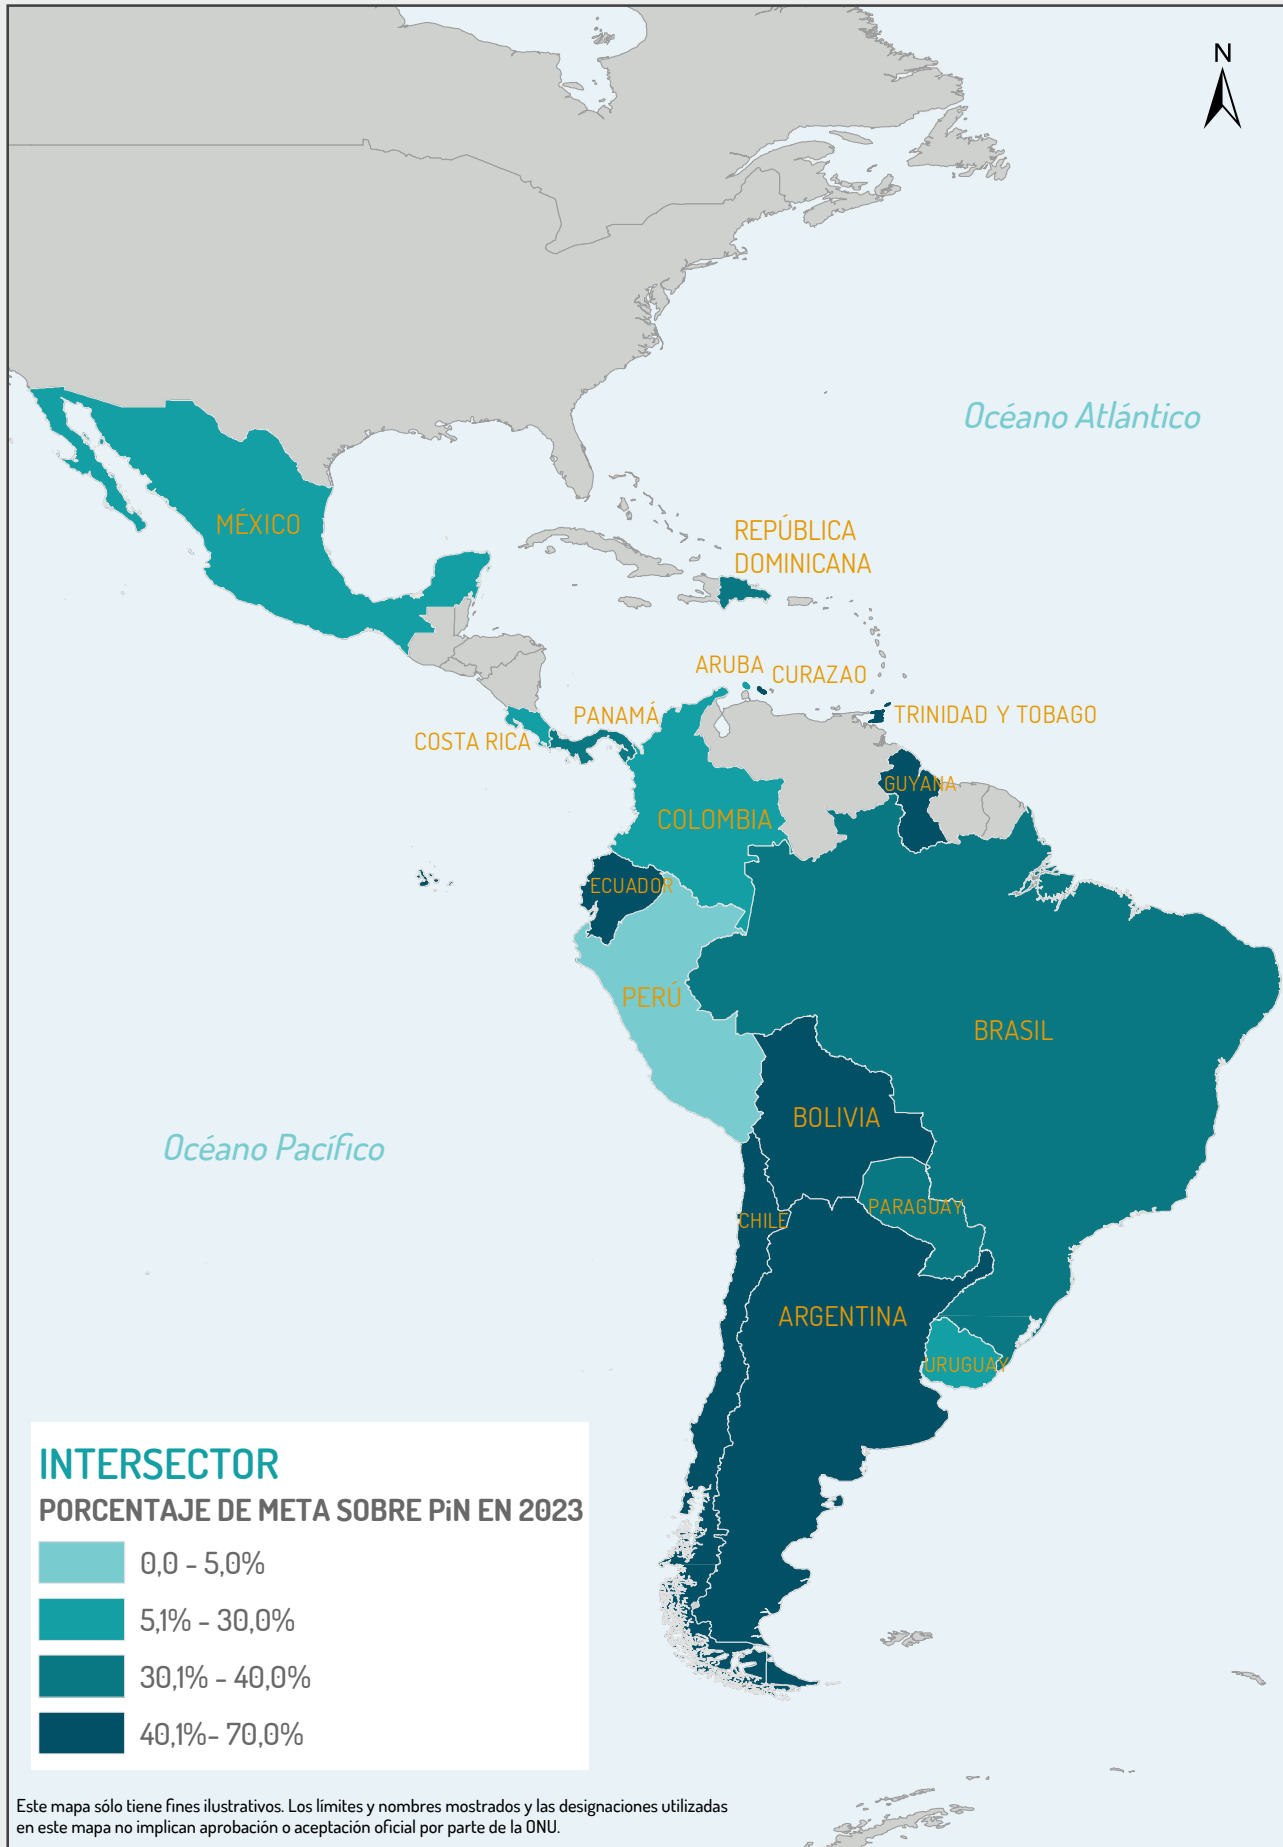 N
Océano Atlántico
MÉXICO
REPÚBLICA
DOMINICANA
ARUBA
CURAZAO
PANAMÁ
TRINIDAD Y TOBAGO
COSTA RICA
GUYANA
COLOMBIA
ECUADOR
PERÚ
BRASIL
BOLIVIA
Océano Pacífico
PARAGUAY
CHILE
ARGENTINA
URUGUAY
INTERSECTOR
PORCENTAJE DE META SOBRE PiN EN 2023
0,0 - 5,0%
5,1% - 30,0%
30,1% - 40,0%
40,1%- 70,0%
Este mapa sólo tiene fines ilustrativos. Los límites y nombres mostrados y las designaciones utilizadas
en este mapa no implican aprobación o aceptación oficial por parte de la ONU.